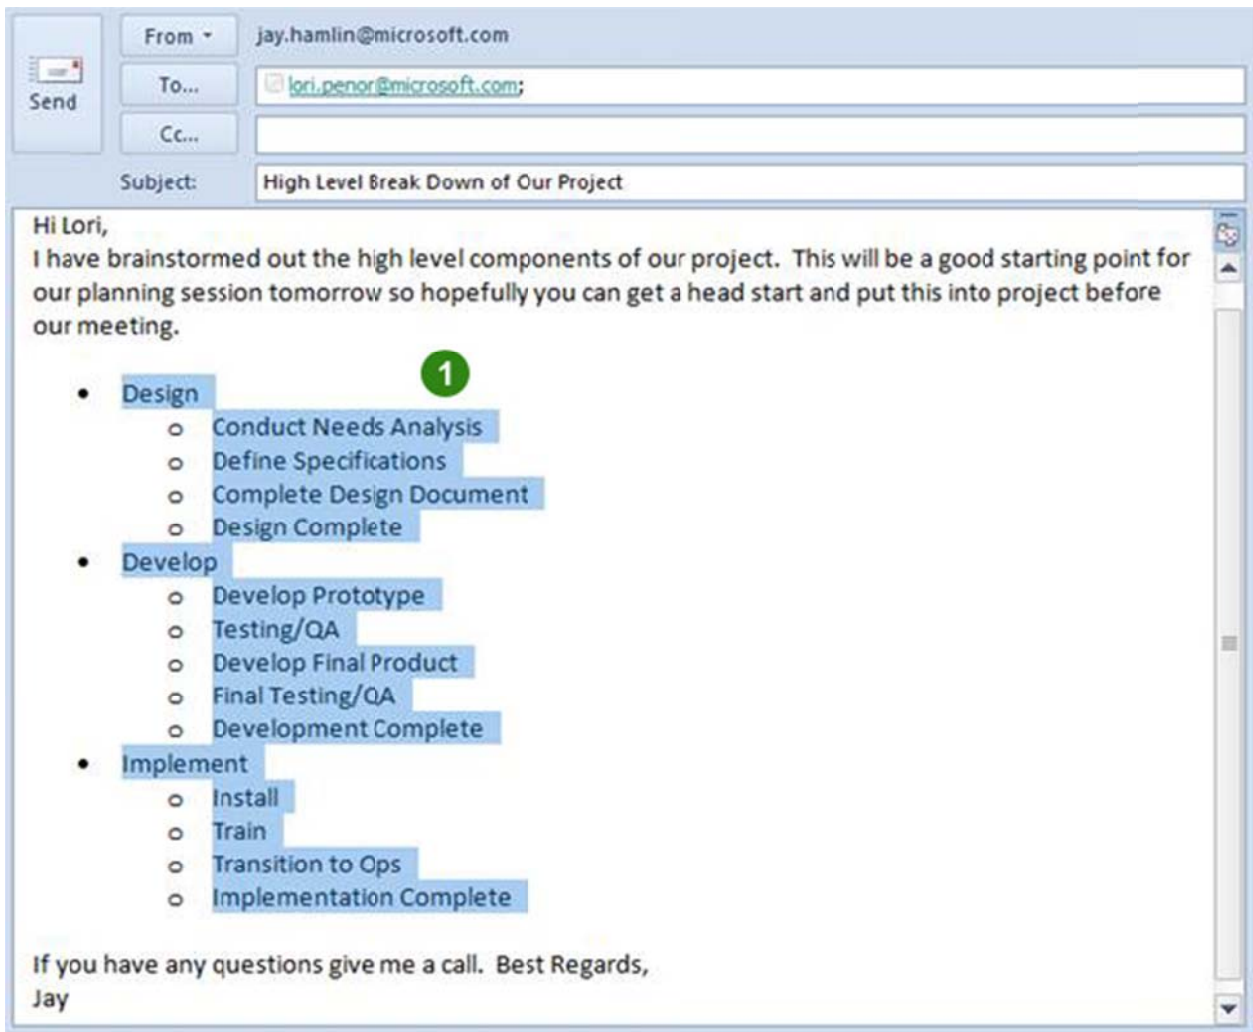 From
jay.hamlin@microsoft.com
Send
To...
lori.penor@microsoft.com;
Cc...
Subject:
High Level Break Down of Our Project
Hi Lori,
I have brainstormed out the high level components of our project. This will be a good starting point for
our planning session tomorrow so hopefully you can get a head start and put this into project before
our meeting.
1
• Design
o Conduct Needs Analysis
o Define Specifications
o Complete Design Document
o Design Complete
• Develop
o Develop Prototype
o Testing/QA
o Develop Final Product
o Final Testing/QA
o Development Complete
• Implement
o Install
o Train
o Transition to Ops
o Implementation Complete
If you have any questions give me a call. Best Regards,
Jay